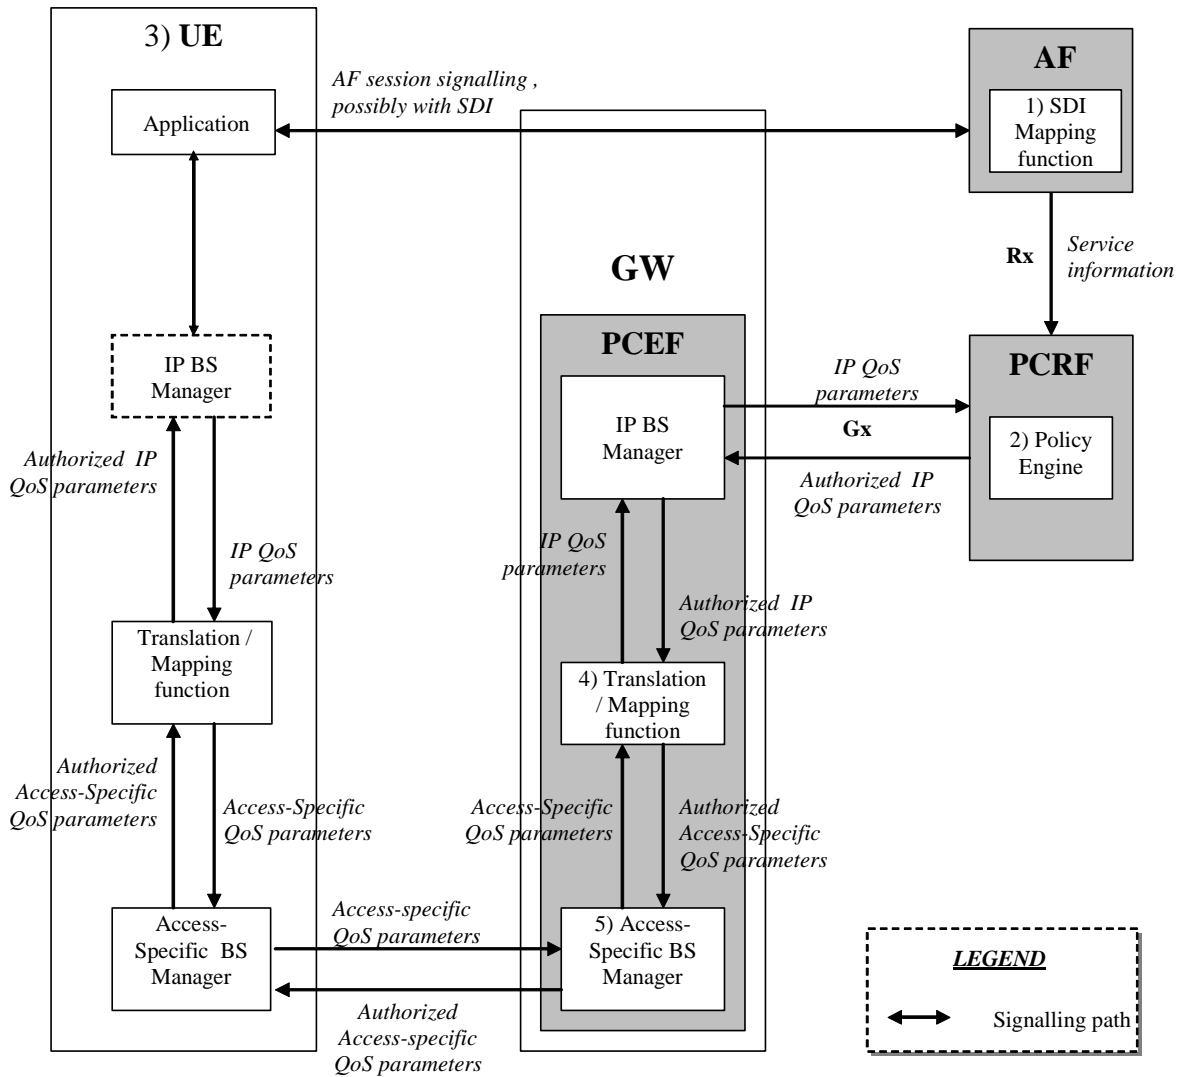 3) UE
Application
AF session signalling ,
possibly with SDI
AF
1) SDI
Mapping
function
Rx
Service
information
GW
PCEF
PCRF
IP BS
Manager
IP BS
Manager
IP QoS
parameters
Gx
2) Policy
Engine
Authorized IP
QoS parameters
Authorized IP
QoS parameters
IP QoS
parameters
IP QoS
parameters
Authorized IP
QoS parameters
Translation /
Mapping
function
4) Translation
/ Mapping
function
Authorized
Access-Specific
QoS parameters
Access-Specific
QoS parameters
Access-Specific
QoS parameters
Authorized
Access-Specific
QoS parameters
Access-
Specific BS
Manager
Access-specific
QoS parameters
5) Access-
Specific BS
Manager
Authorized
Access-specific
QoS parameters
LEGEND
Signalling path